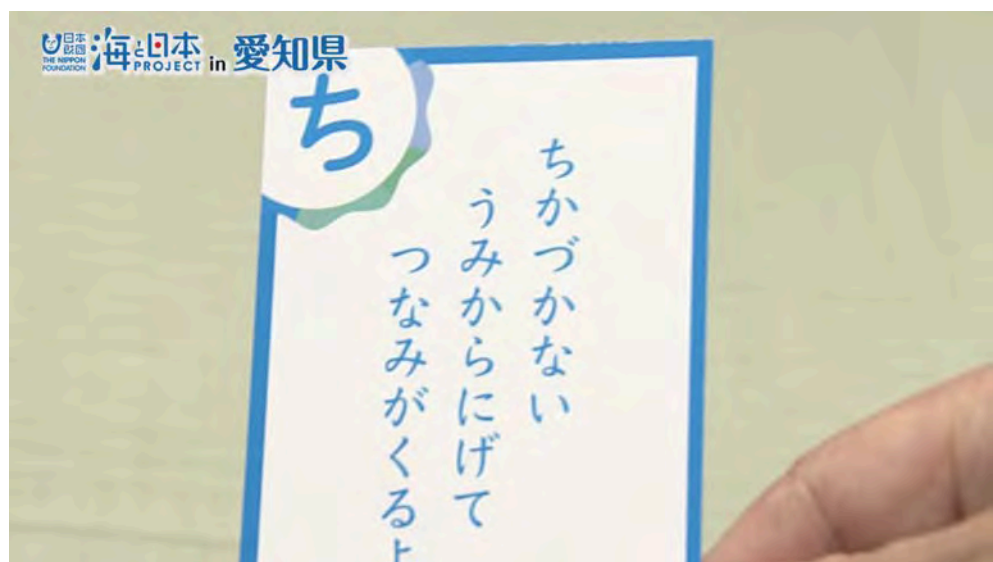 日本
財団
THE NIPPON
FOUNDATION
海と日本
PROJECT
in 愛知県
ち
ちかづかない
うみからにげて
つなみがくるよ